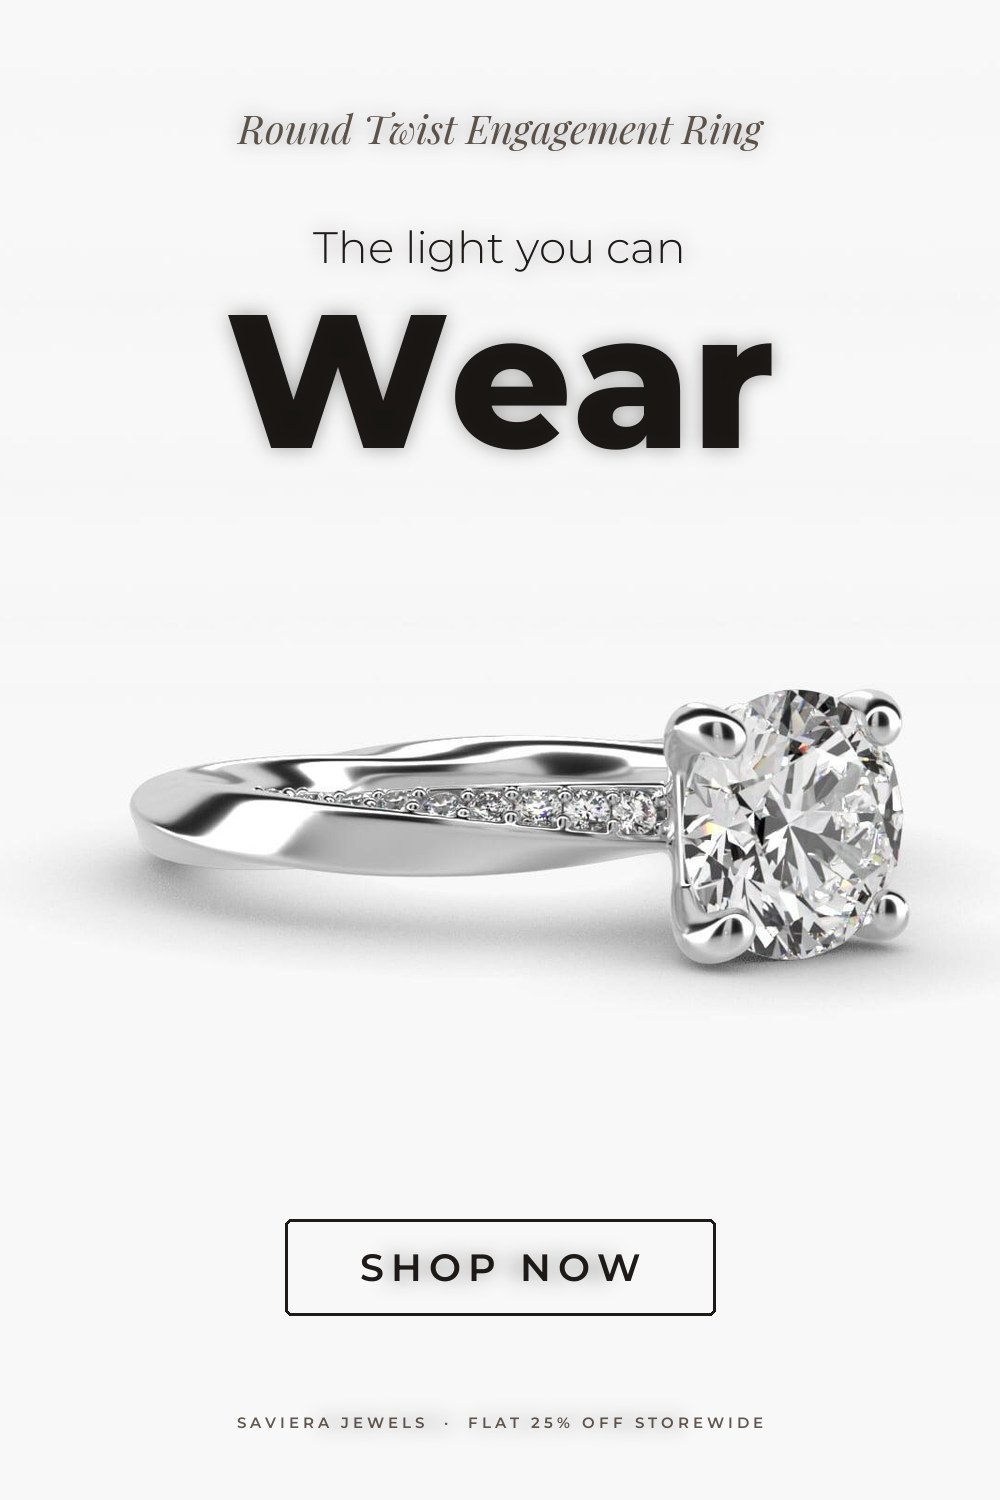 Round Twist Engagement Ring
The light you can
Wear
SHOP NOW
SAVIERA JEWELS · FLAT 25% OFF STOREWIDE